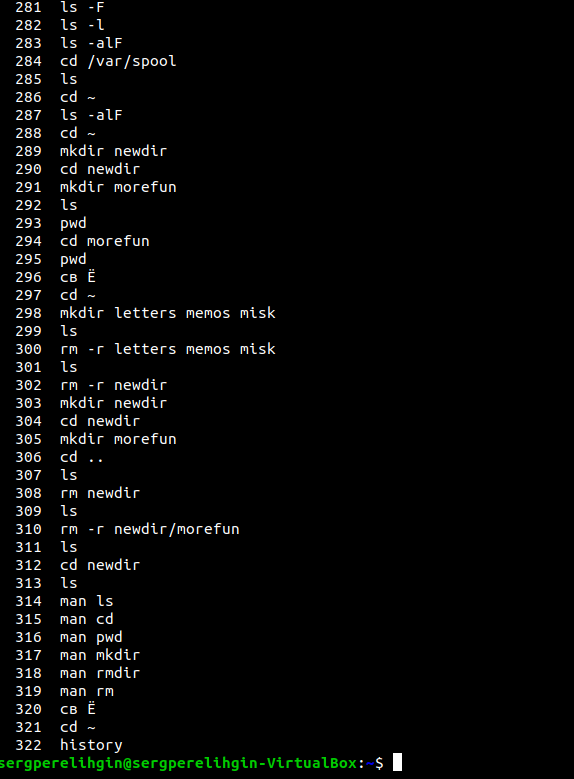 281 ls -F
282 ls -l
283 ls -alF
284 cd /var/spool
285 ls
286 cd ~
287 ls -alF
288 cd ~
289 mkdir newdir
290 cd newdir
291 mkdir morefun
292 ls
293 pwd
294 cd morefun
295 pwd
296 св Ё
297 cd ~
298 mkdir letters memos misk
299 ls
300 rm -r letters memos misk
301 ls
302 rm -r newdir
303 mkdir newdir
304 cd newdir
305 mkdir morefun
306 cd ..
307 ls
308 rm newdir
309 ls
310 rm -r newdir/morefun
311 ls
312 cd newdir
313 ls
314 man ls
315 man cd
316 man pwd
317 man mkdir
318 man rmdir
319 man rm
320 св Ё
321 cd ~
322 history
sergperelihgin@sergperelihgin-VirtualBox:~$